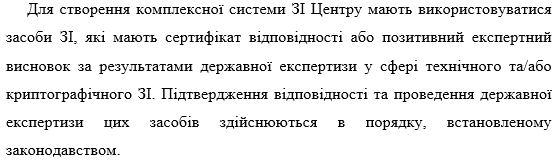 Для створення комплексної системи ЗІ Центру мають використовуватися
засоби ЗІ, які мають сертифікат відповідності або позитивний експертний
висновок за результатами державної експертизи у сфері технічного та/або
криптографічного ЗІ. Підтвердження відповідності та проведення державної
експертизи цих засобів здійснюються в порядку, встановленому
законодавством.